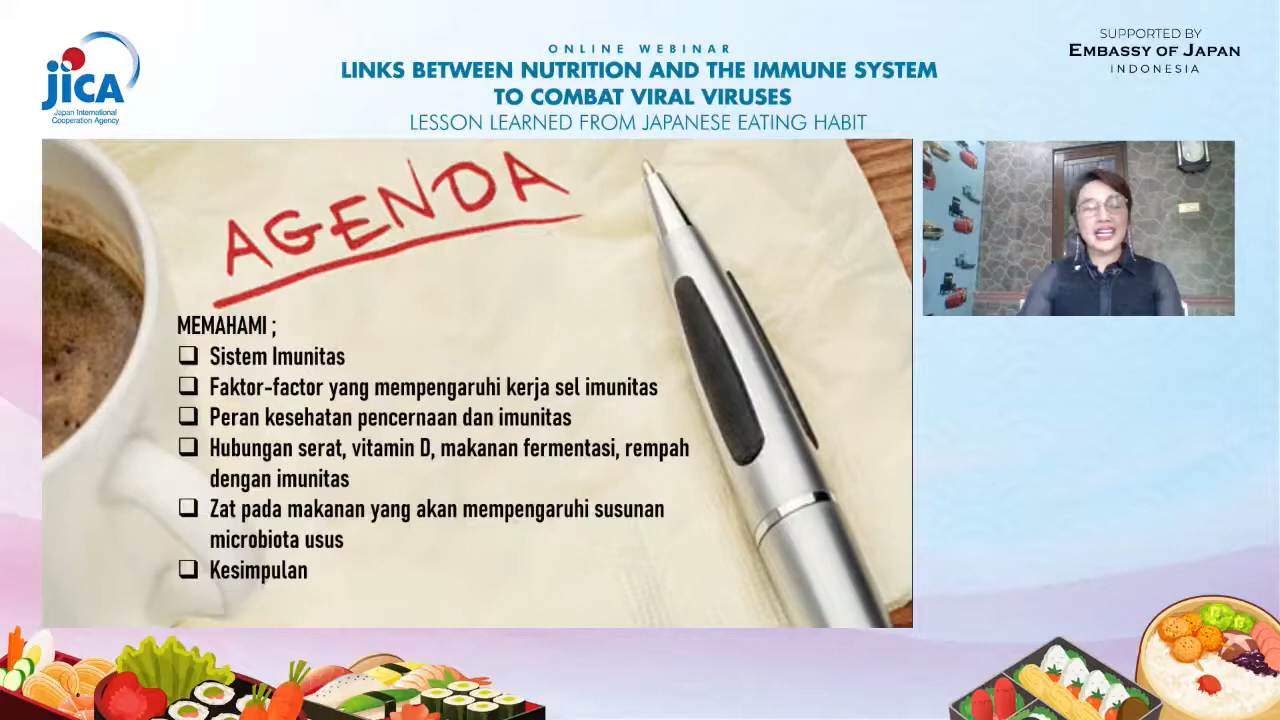 JICA
Japan International
Cooperation Agency
ONLINE WEBINAR
LINKS BETWEEN NUTRITION AND THE IMMUNE SYSTEM
TO COMBAT VIRAL VIRUSES
LESSON LEARNED FROM JAPANESE EATING HABIT
SUPPORTED BY
EMBASSY OF JAPAN
INDONESIA
AGENDA
MEMAHAMI ;
Sistem Imunitas
Faktor-factor yang mempengaruhi kerja sel imunitas
Peran kesehatan pencernaan dan imunitas
Hubungan serat, vitamin D, makanan fermentasi, rempah
dengan imunitas
Zat pada makanan yang akan mempengaruhi susunan
microbiota usus
Kesimpulan